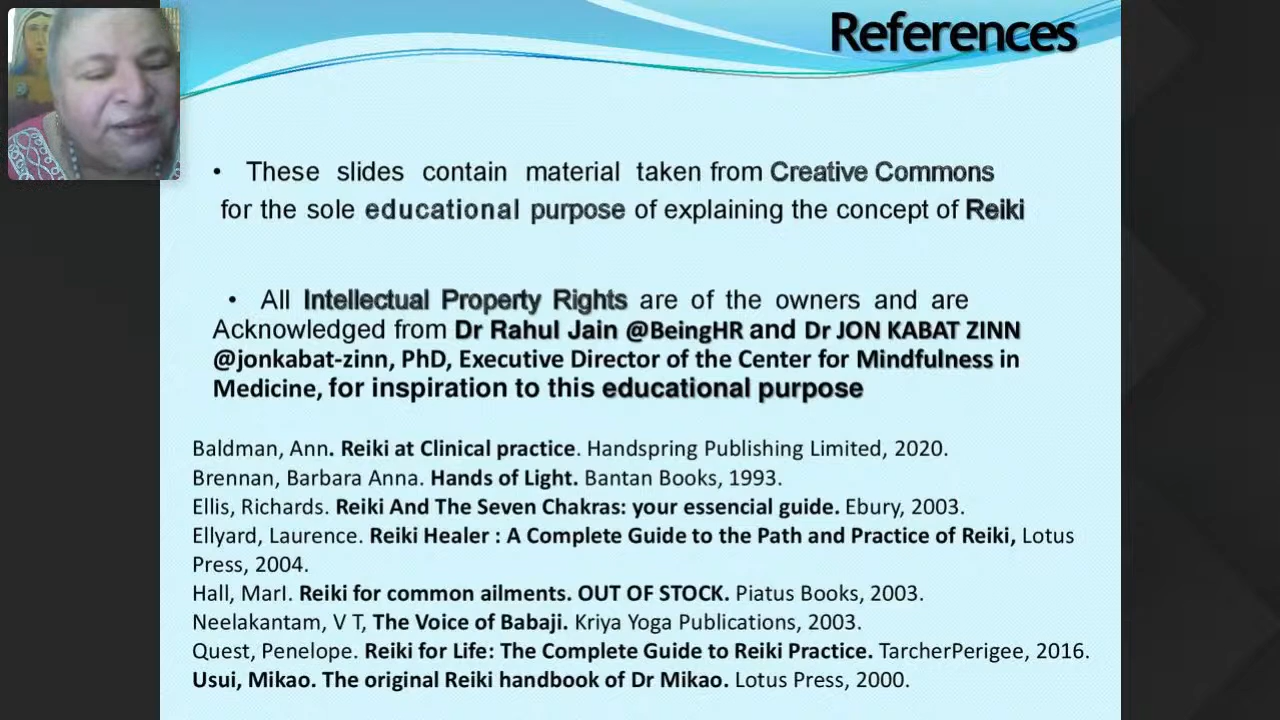 References
• These slides contain material taken from Creative Commons
for the sole educational purpose of explaining the concept of Reiki
• All Intellectual Property Rights are of the owners and are
Acknowledged from Dr Rahul Jain @BeingHR and Dr JON KABAT ZINN
@jonkabat-zinn, PhD, Executive Director of the Center for Mindfulness in
Medicine, for inspiration to this educational purpose
Baldman, Ann. Reiki at Clinical practice. Handspring Publishing Limited, 2020.
Brennan, Barbara Anna. Hands of Light. Bantan Books, 1993.
Ellis, Richards. Reiki And The Seven Chakras: your essencial guide. Ebury, 2003.
Ellyard, Laurence. Reiki Healer : A Complete Guide to the Path and Practice of Reiki, Lotus
Press, 2004.
Hall, MarI. Reiki for common ailments. OUT OF STOCK. Piatus Books, 2003.
Neelakantam, V T, The Voice of Babaji. Kriya Yoga Publications, 2003.
Quest, Penelope. Reiki for Life: The Complete Guide to Reiki Practice. TarcherPerigee, 2016.
Usui, Mikao. The original Reiki handbook of Dr Mikao. Lotus Press, 2000.